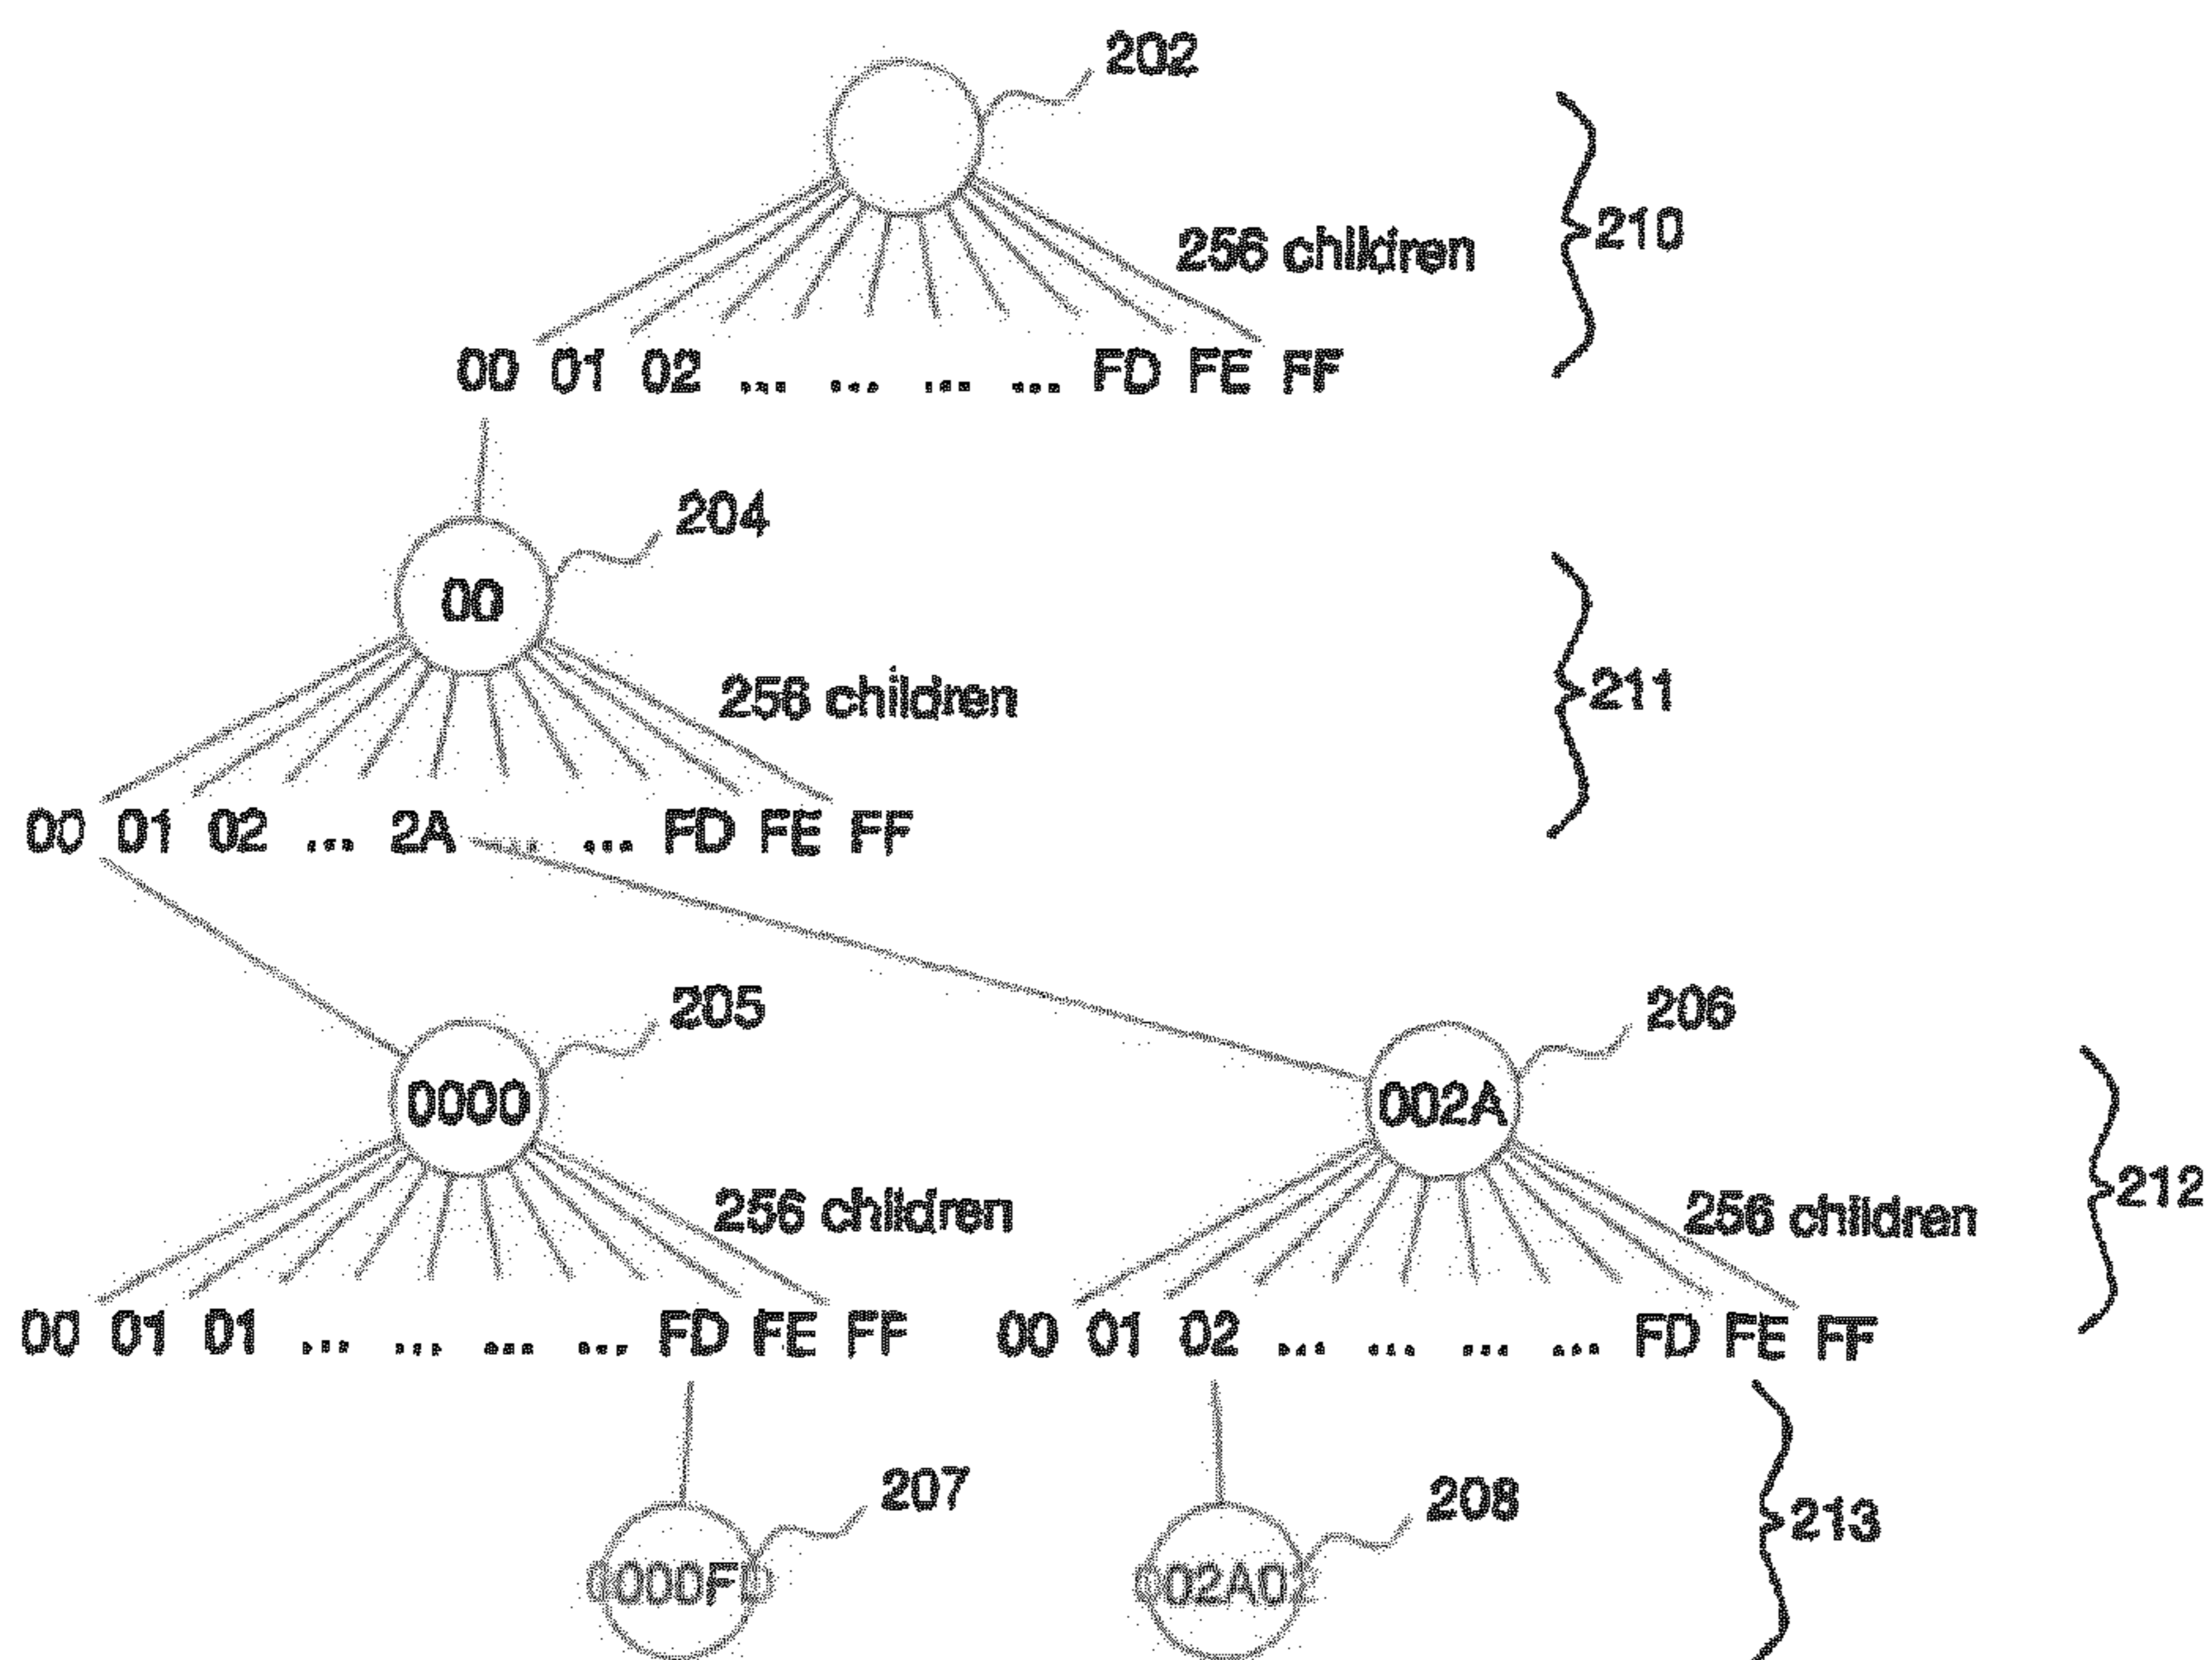 202
256 children
210
00 01 02 ... ... ... ... FD FE FF
204
00
256 children
211
00 01 02 ... 2A ... ... FD FE FF
205
206
0000
002A
256 children
256 children
212
00 01 01 ... ... ... ... FD FE FF
00 01 02 ... ... ... ... FD FE FF
207
208
0000FD
002A02
213